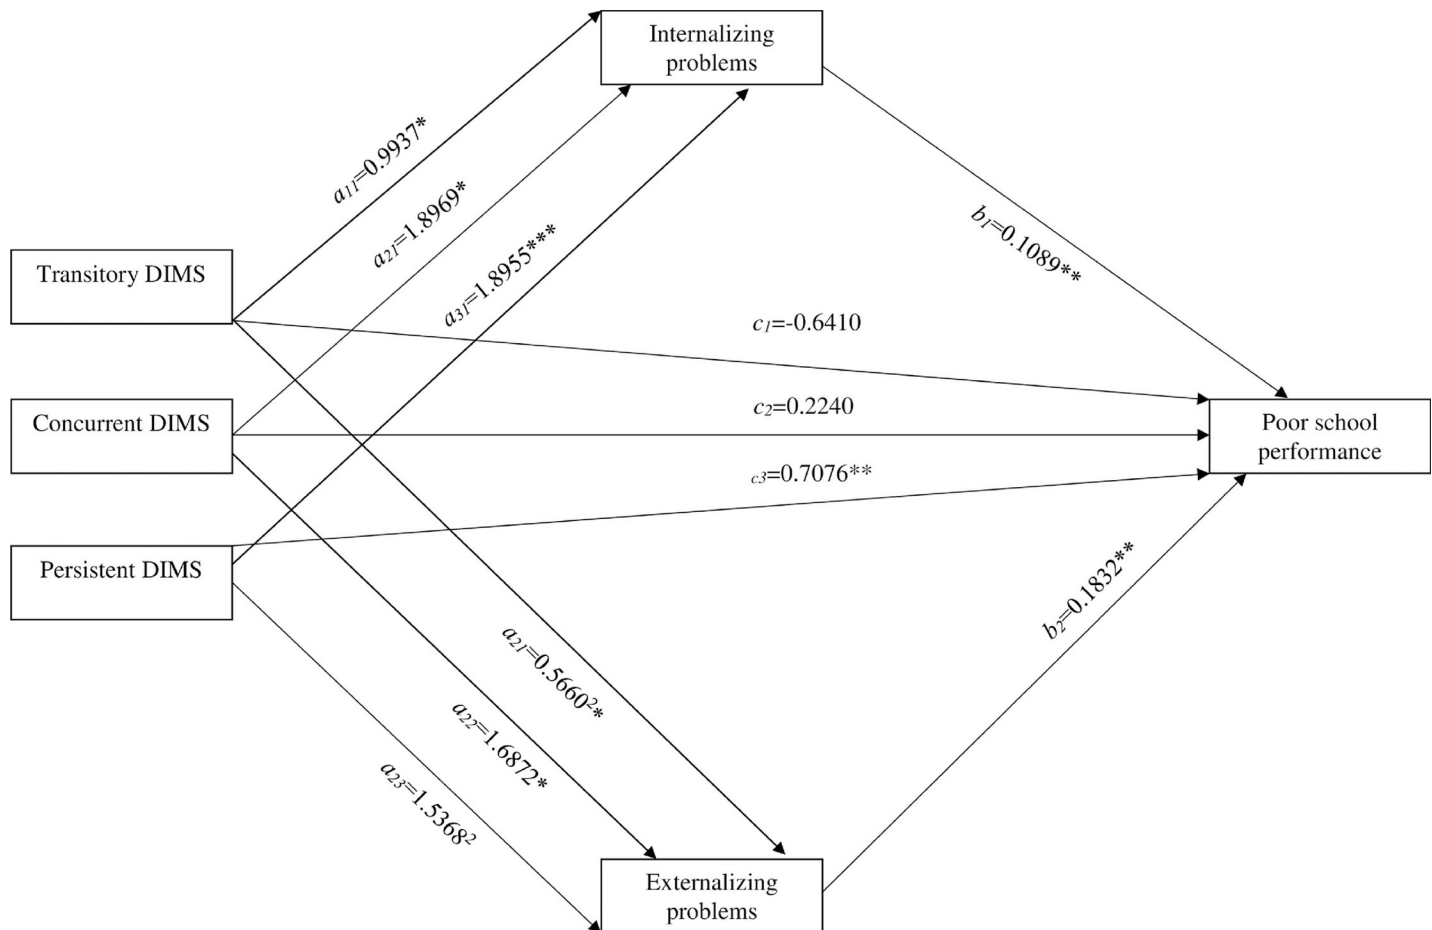 Internalizing
problems
a11=0.9937*
a21=1.8969*
a31=1.8955***
b1=0.1089**
Transitory DIMS
c1=-0.6410
Concurrent DIMS
c2=0.2240
Poor school
performance
c3=0.7076**
Persistent DIMS
b2=0.1832**
a21=0.5660²*
a22=1.6872*
a23=1.5368²
Externalizing
problems